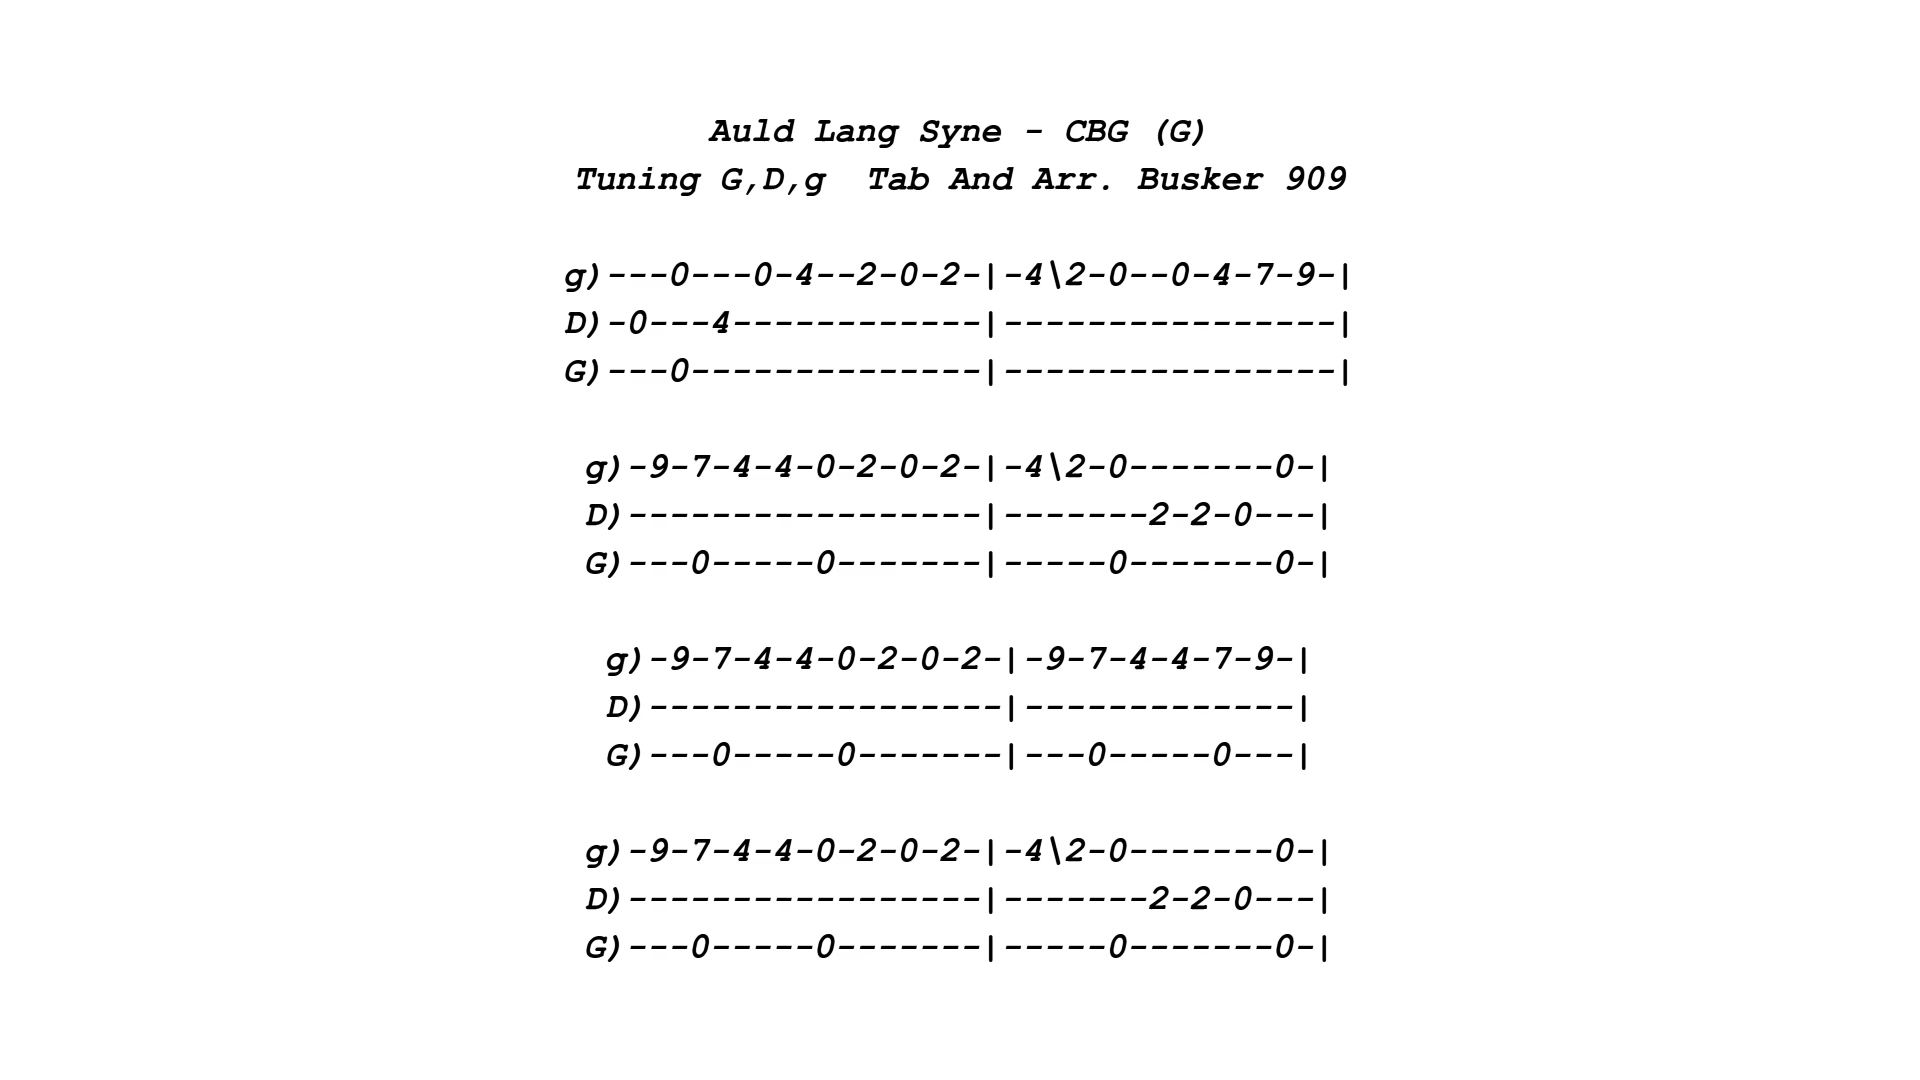 Auld Lang Syne - CBG (G)
Tuning G,D,g  Tab And Arr. Busker 909
g)---0---0-4--2-0-2-|-4\2-0--0-4-7-9-|
D)-0---4------------|----------------|
G)---0--------------|----------------|
g)-9-7-4-4-0-2-0-2-|-4\2-0-------0-|
D)-----------------|-------2-2-0---|
G)---0-----0-------|-----0-------0-|
g)-9-7-4-4-0-2-0-2-|-9-7-4-4-7-9-|
D)-----------------|-------------|
G)---0-----0-------|---0-----0---|
g)-9-7-4-4-0-2-0-2-|-4\2-0-------0-|
D)-----------------|-------2-2-0---|
G)---0-----0-------|-----0-------0-|